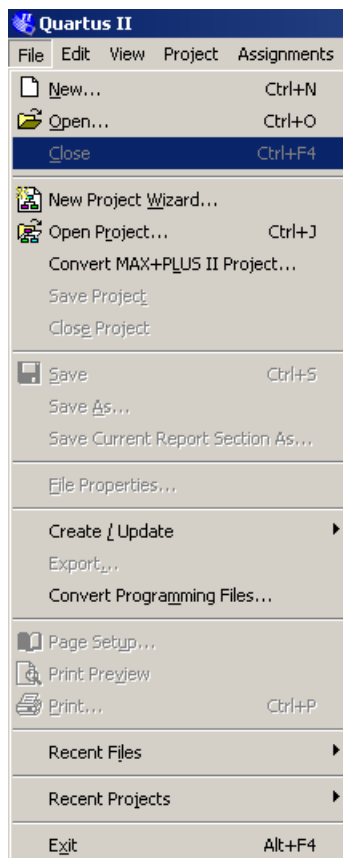 Quartus II
File Edit View Project Assignments
New... Ctrl+N
Open... Ctrl+O
Close Ctrl+F4
New Project Wizard...
Open Project... Ctrl+J
Convert MAX+PLUS II Project...
Save Project
Close Project
Save Ctrl+S
Save As...
Save Current Report Section As...
File Properties...
Create / Update
Export...
Convert Programming Files...
Page Setup...
Print Preview
Print... Ctrl+P
Recent Files
Recent Projects
Exit Alt+F4